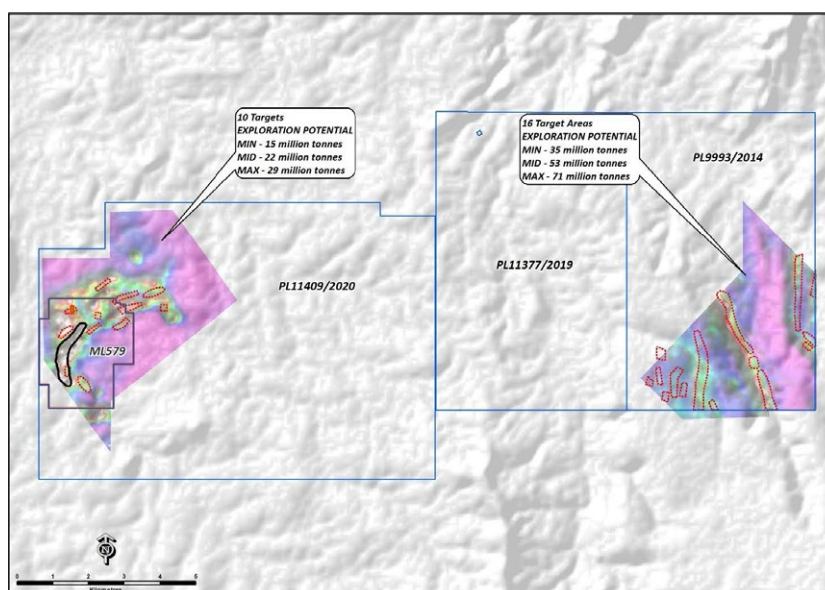 10 Targets
EXPLORATION POTENTIAL
MIN - 15 million tonnes
MID - 22 million tonnes
MAX - 29 million tonnes
16 Target Areas
EXPLORATION POTENTIAL
MIN - 35 million tonnes
MID - 53 million tonnes
MAX - 71 million tonnes
PL9993/2014
PL11377/2019
PL11409/2020
ML579
N
0 1 2 3 4 5
Kilometres